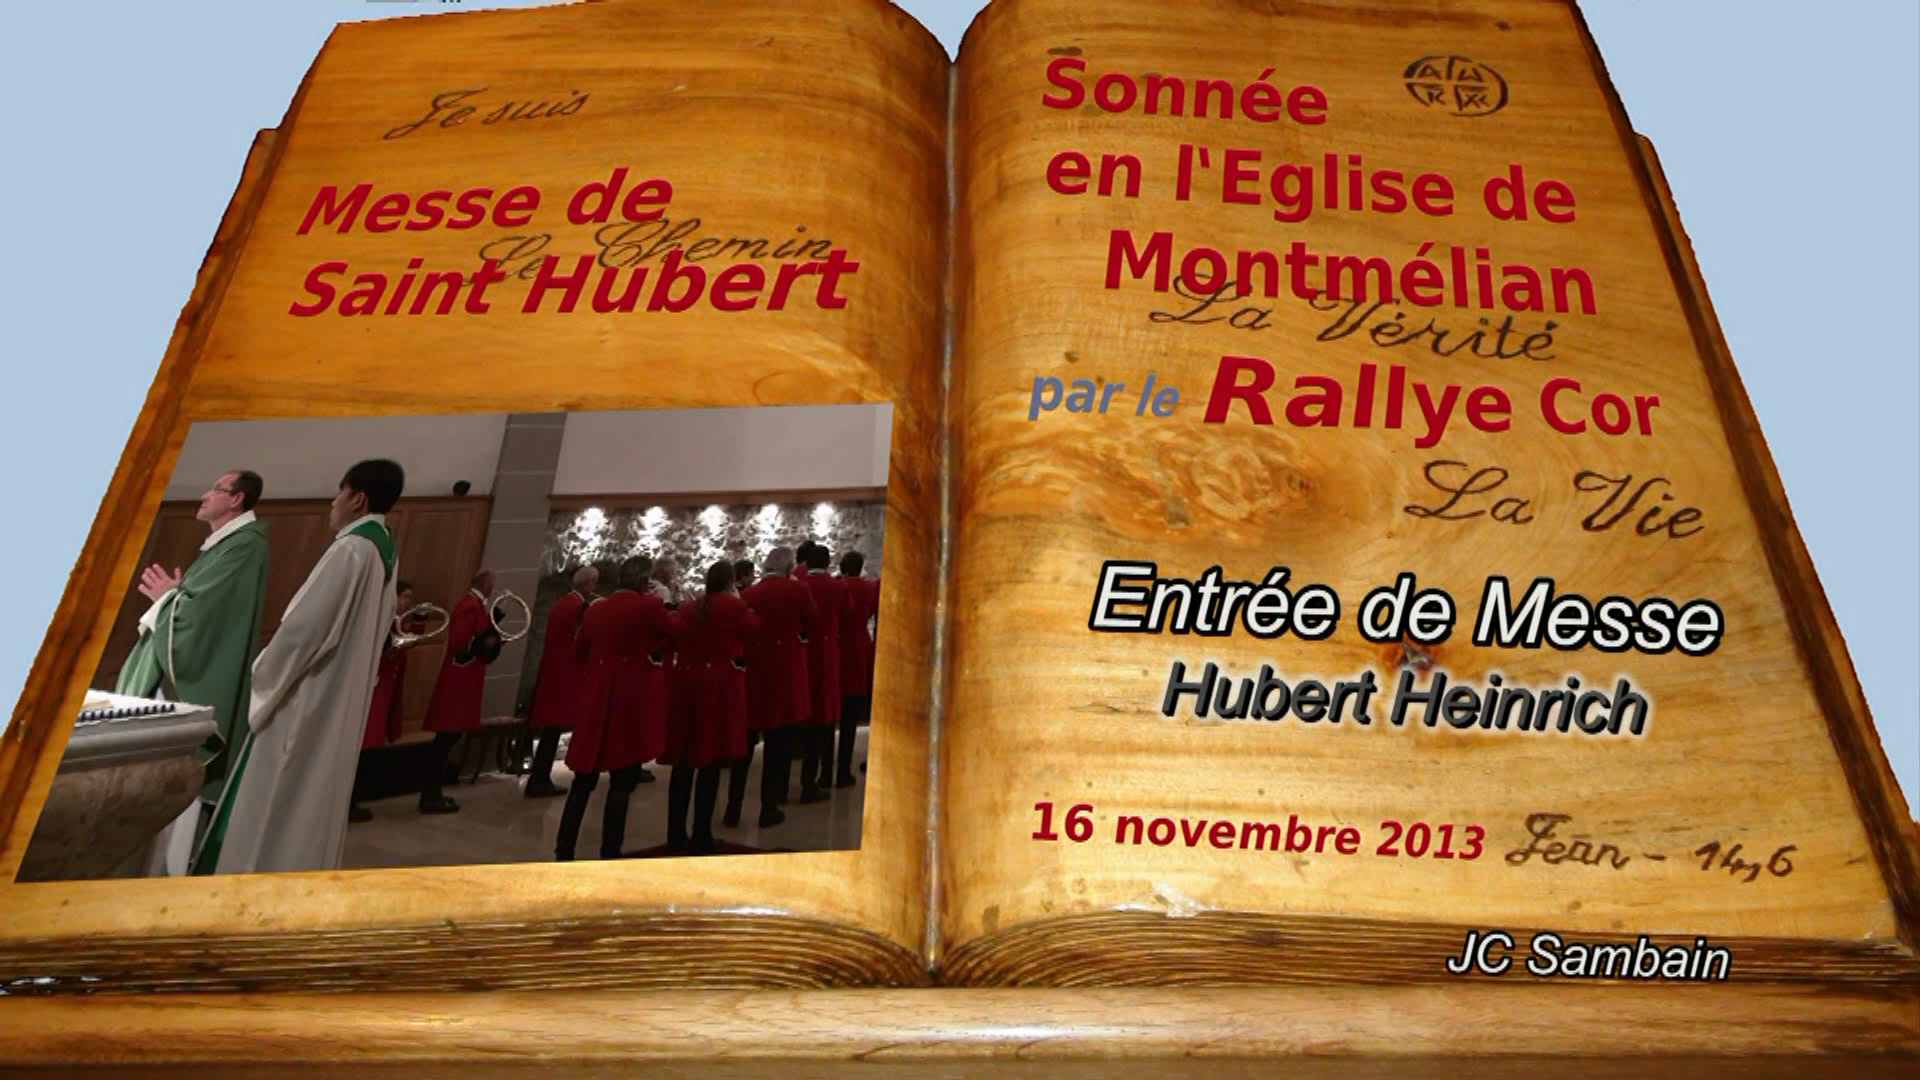 Je suis
Messe de
Le Chemin
Saint Hubert
Sonnée
en l'Eglise de
Montmélian
La Vérité
par le Rallye Cor
La Vie
Entrée de Messe
Hubert Heinrich
16 novembre 2013
Jean - 14,6
JC Sambain